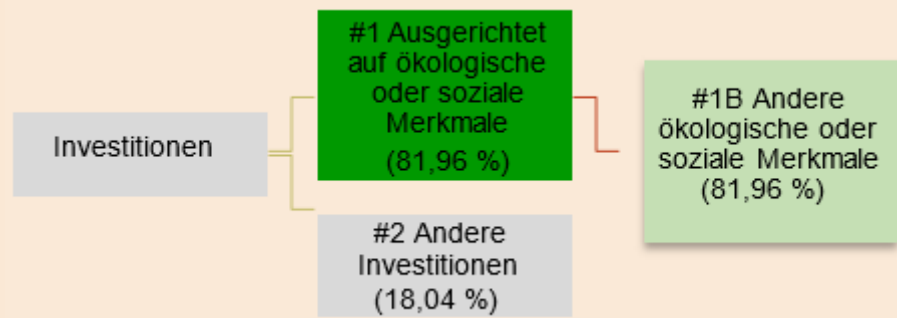 Investitionen
#1 Ausgerichtet
auf ökologische
oder soziale
Merkmale
(81,96 %)
#2 Andere
Investitionen
(18,04 %)
#1B Andere
ökologische oder
soziale Merkmale
(81,96 %)